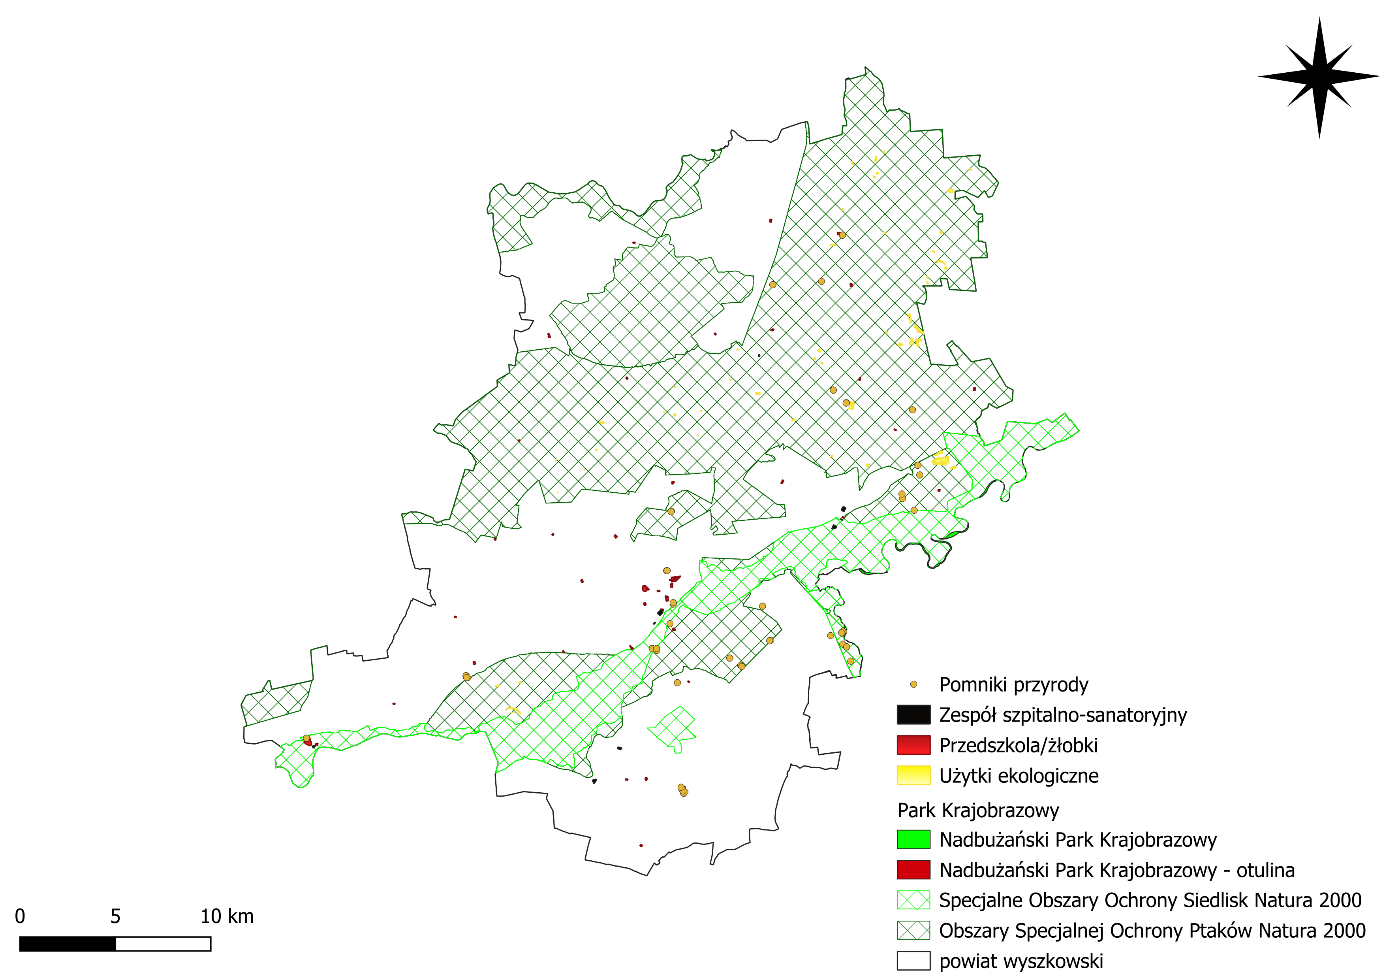 Pomniki przyrody
Zespół szpitalno-sanatoryjny
Przedszkola/żłobki
Użytki ekologiczne
Park Krajobrazowy
Nadbużański Park Krajobrazowy
Nadbużański Park Krajobrazowy - otulina
Specjalne Obszary Ochrony Siedlisk Natura 2000
Obszary Specjalnej Ochrony Ptaków Natura 2000
powiat wyszkowski
0 5 10 km